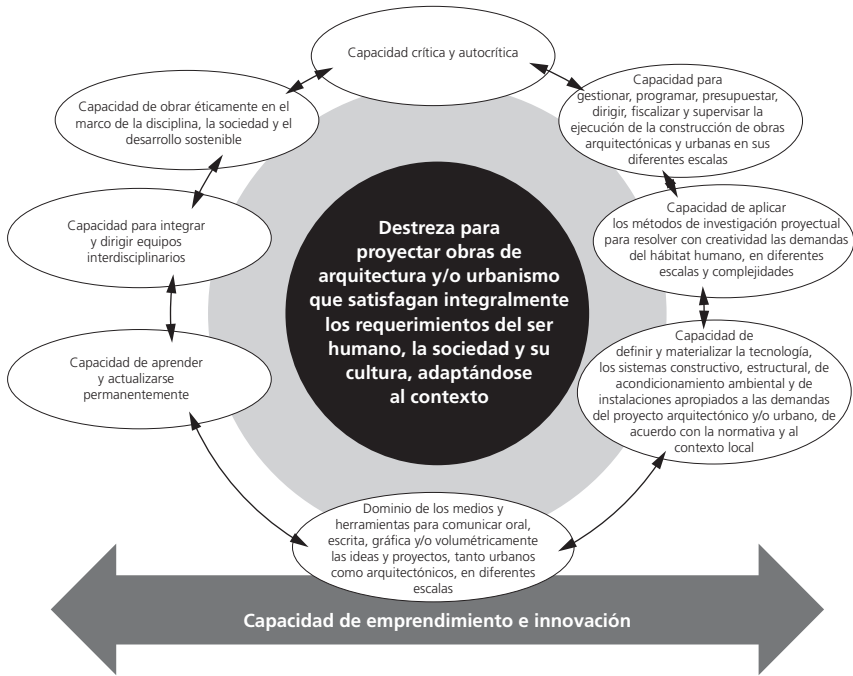 Capacidad crítica y autocrítica
Capacidad para
gestionar, programar, presupuestar,
dirigir, fiscalizar y supervisar la
ejecución de la construcción de obras
arquitectónicas y urbanas en sus
diferentes escalas
Capacidad de obrar éticamente en el
marco de la disciplina, la sociedad y el
desarrollo sostenible
Capacidad de aplicar
los métodos de investigación proyectual
para resolver con creatividad las demandas
del hábitat humano, en diferentes
escalas y complejidades
Capacidad para integrar
y dirigir equipos
interdisciplinarios
Destreza para
proyectar obras de
arquitectura y/o urbanismo
que satisfagan integralmente
los requerimientos del ser
humano, la sociedad y su
cultura, adaptándose
al contexto
Capacidad de
definir y materializar la tecnología,
los sistemas constructivo, estructural, de
acondicionamiento ambiental y de
instalaciones apropiados a las demandas
del proyecto arquitectónico y/o urbano, de
acuerdo con la normativa y al
contexto local
Capacidad de aprender
y actualizarse
permanentemente
Dominio de los medios y
herramientas para comunicar oral,
escrita, gráfica y/o volumétricamente
las ideas y proyectos, tanto urbanos
como arquitectónicos, en diferentes
escalas
Capacidad de emprendimiento e innovación